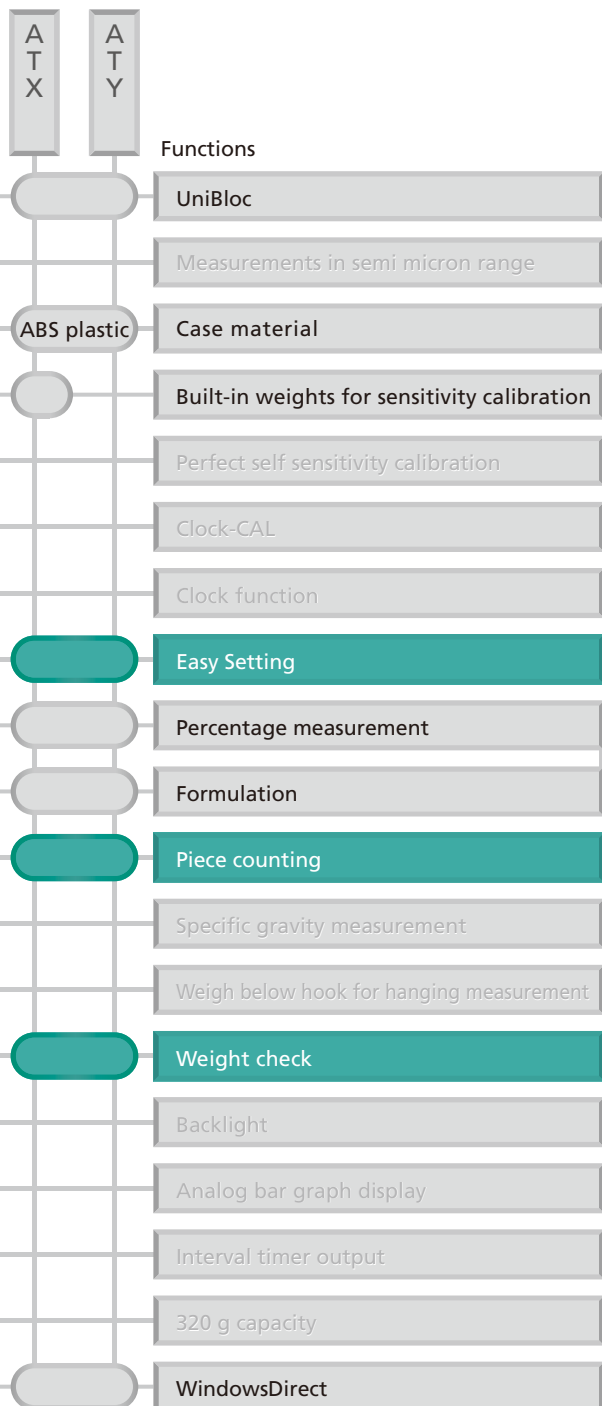 ATX
ATY
Functions
UniBloc
Measurements in semi micron range
ABS plastic
Case material
Built-in weights for sensitivity calibration
Perfect self sensitivity calibration
Clock-CAL
Clock function
Easy Setting
Percentage measurement
Formulation
Piece counting
Specific gravity measurement
Weigh below hook for hanging measurement
Weight check
Backlight
Analog bar graph display
Interval timer output
320 g capacity
WindowsDirect